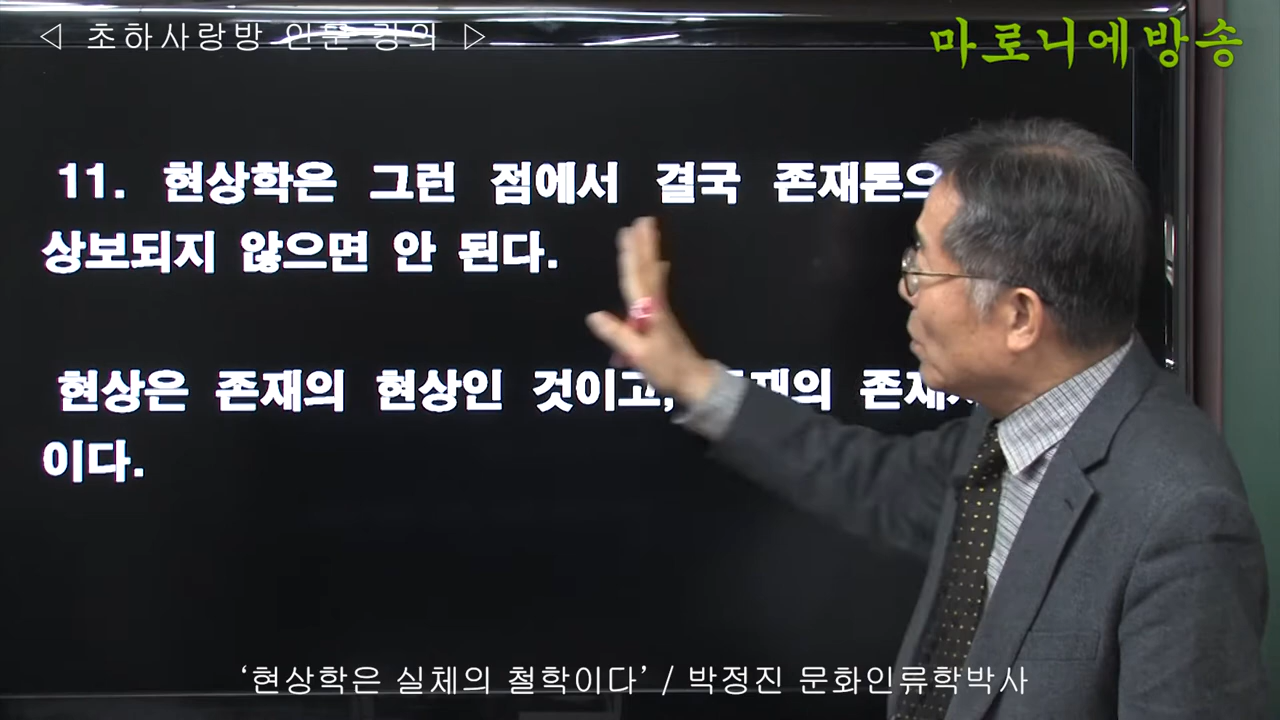 ◁ 초하사랑방 인문 강의 ▷
마로니에방송
11. 현상학은 그런 점에서 결국 존재론으
상보되지 않으면 안 된다.
현상은 존재의 현상인 것이고, 의
이다.
‘현상학은 실체의 철학이다’ / 박정진 문화인류학박사